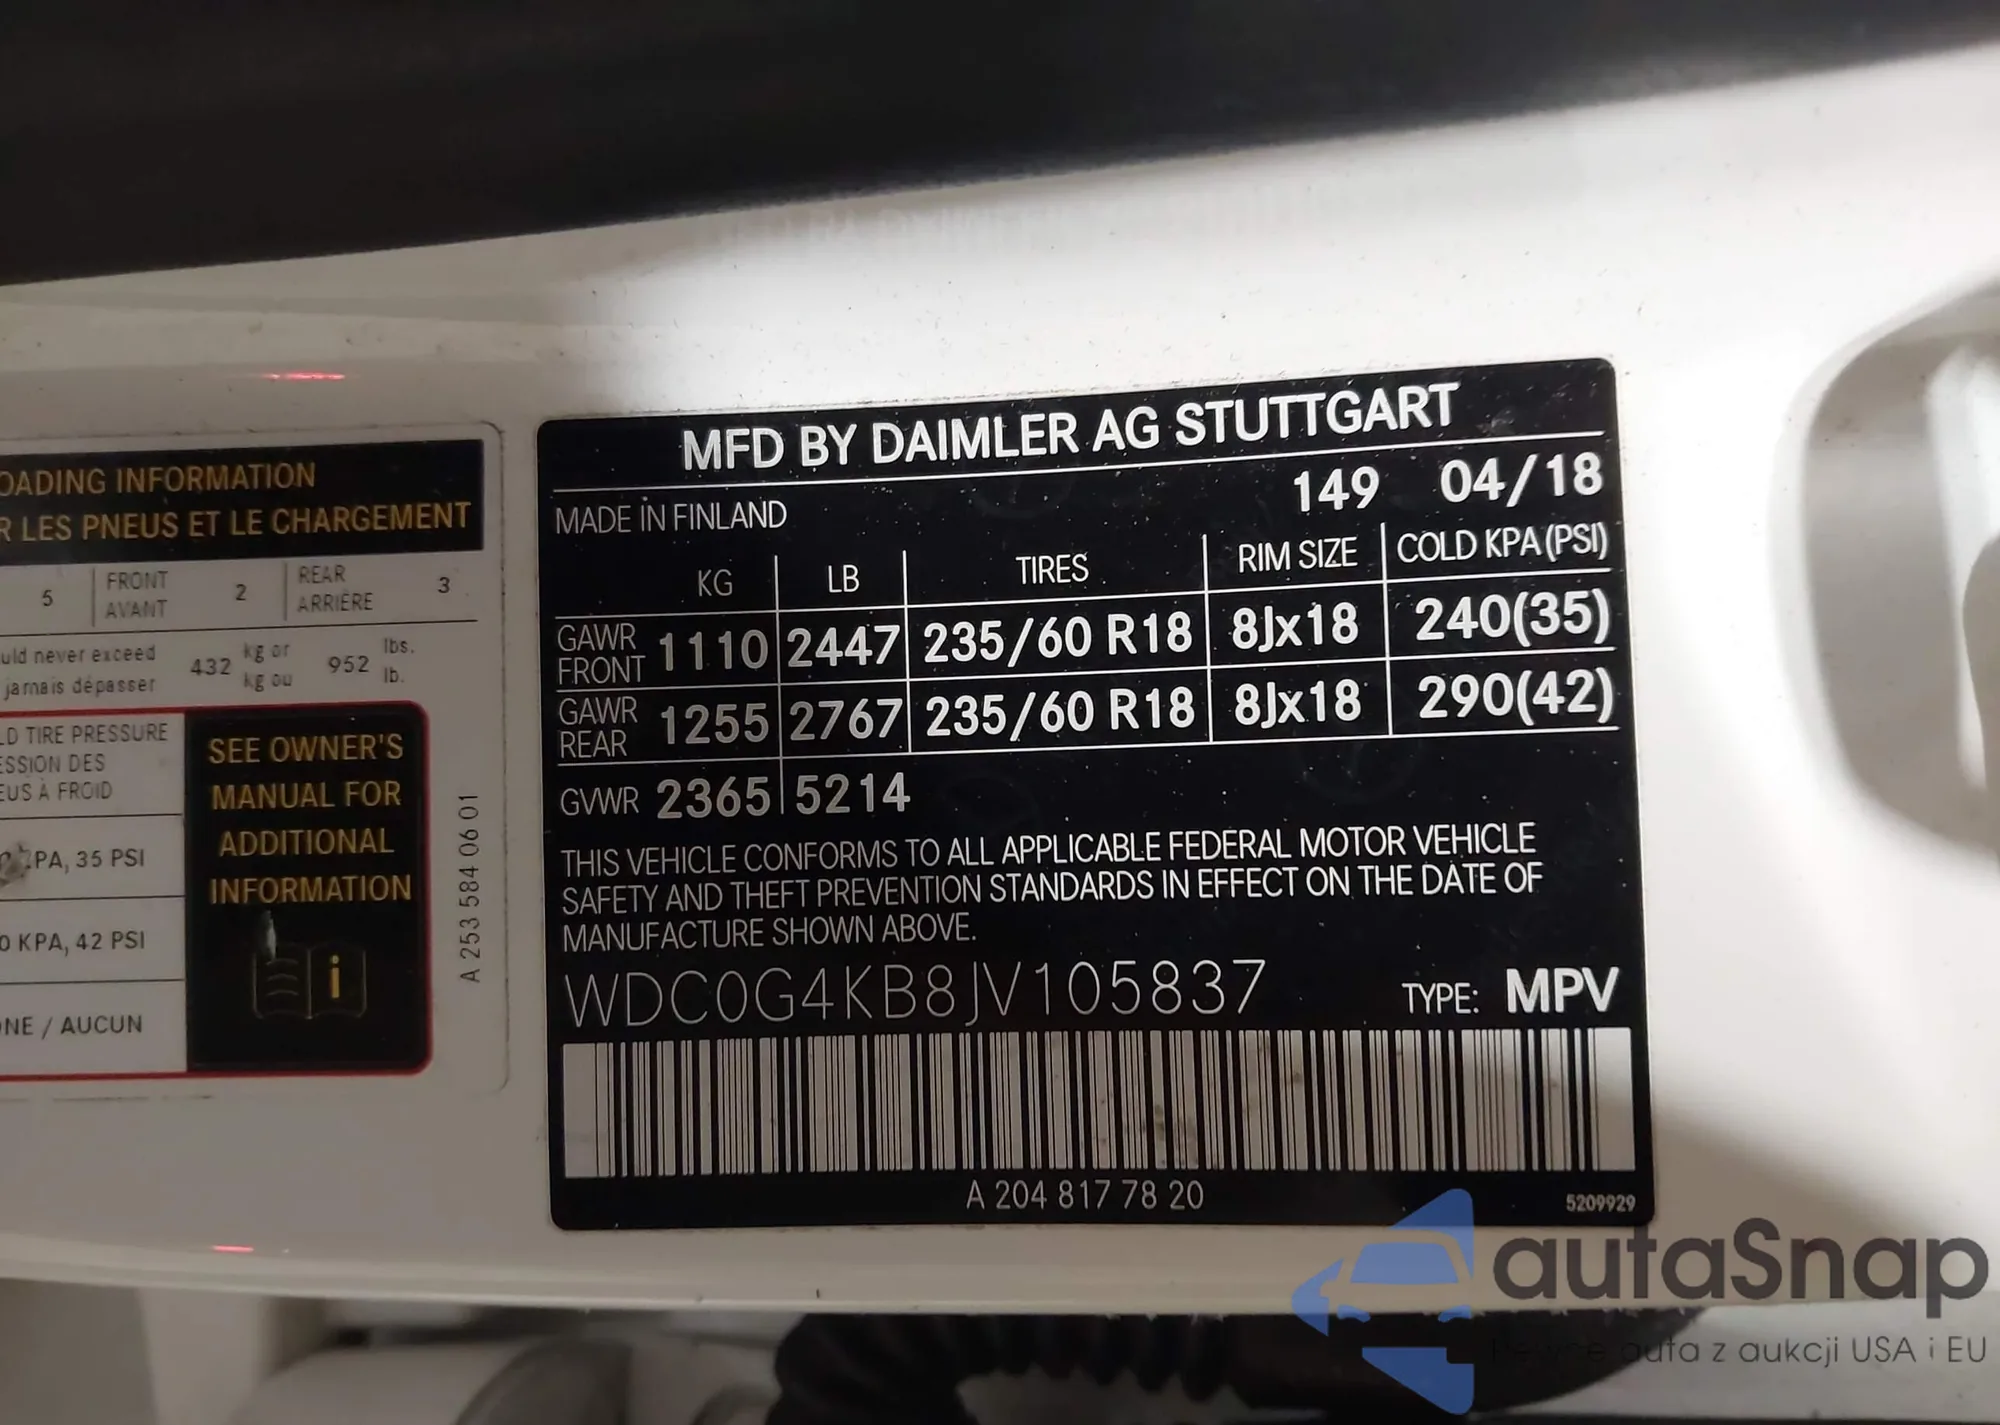 OADING INFORMATION
R LES PNEUS ET LE CHARGEMENT
5 FRONT AVANT 2 REAR ARRIÈRE 3
uld never exceed 432 kg or 952 lbs.
jamais dépasser kg ou lb.
D TIRE PRESSURE
ESSION DES
EUS À FROID
PA, 35 PSI
0 KPA, 42 PSI
NE / AUCUN
SEE OWNER'S
MANUAL FOR
ADDITIONAL
INFORMATION
i
A 253 584 06 01
MFD BY DAIMLER AG STUTTGART
MADE IN FINLAND 149 04/18
KG LB TIRES RIM SIZE COLD KPA (PSI)
GAWR FRONT 1110 2447 235/60 R18 8Jx18 240(35)
GAWR REAR 1255 2767 235/60 R18 8Jx18 290(42)
GVWR 2365 5214
THIS VEHICLE CONFORMS TO ALL APPLICABLE FEDERAL MOTOR VEHICLE
SAFETY AND THEFT PREVENTION STANDARDS IN EFFECT ON THE DATE OF
MANUFACTURE SHOWN ABOVE.
WDC0G4KB8JV105837 TYPE: MPV
A 204 817 78 20 5209929
autaSnap
auta z aukcji USA i EU